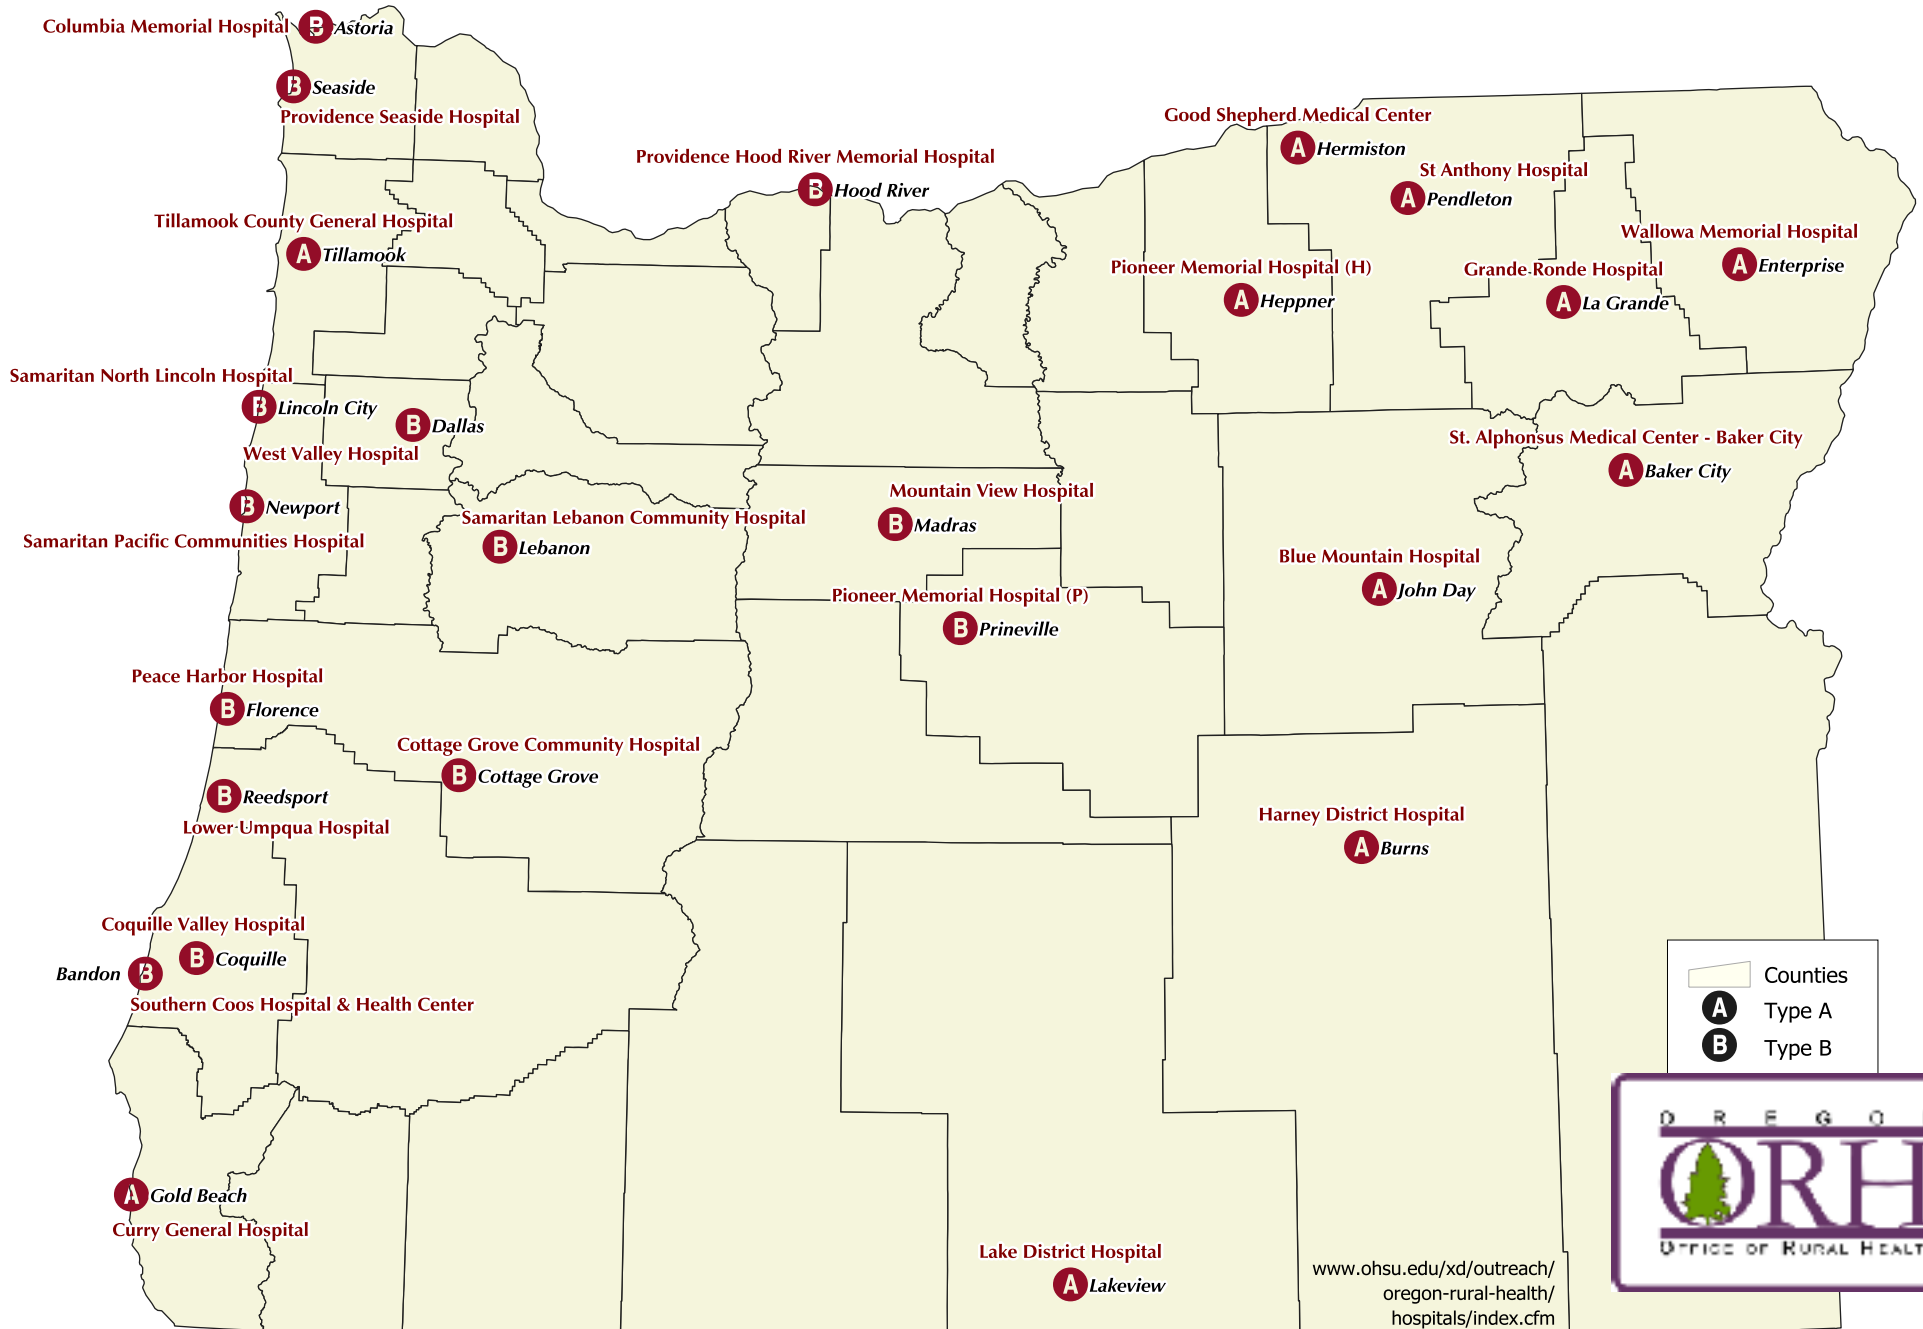 Columbia Memorial Hospital
B Astoria
B Seaside
Providence Seaside Hospital
Good Shepherd Medical Center
A Hermiston
Providence Hood River Memorial Hospital
B Hood River
St Anthony Hospital
A Pendleton
Tillamook County General Hospital
A Tillamook
Wallowa Memorial Hospital
A Enterprise
Pioneer Memorial Hospital (H)
A Heppner
Grande Ronde Hospital
A La Grande
Samaritan North Lincoln Hospital
B Lincoln City
B Dallas
West Valley Hospital
St. Alphonsus Medical Center - Baker City
A Baker City
B Newport
Samaritan Pacific Communities Hospital
Samaritan Lebanon Community Hospital
B Lebanon
Mountain View Hospital
B Madras
Blue Mountain Hospital
A John Day
Pioneer Memorial Hospital (P)
B Prineville
Peace Harbor Hospital
B Florence
Cottage Grove Community Hospital
B Cottage Grove
B Reedsport
Lower Umpqua Hospital
Harney District Hospital
A Burns
Coquille Valley Hospital
B Coquille
Bandon B
Southern Coos Hospital & Health Center
A Gold Beach
Curry General Hospital
Lake District Hospital
A Lakeview
Counties
A Type A
B Type B
www.ohsu.edu/xd/outreach/
oregon-rural-health/
hospitals/index.cfm
O R E G O
ORH
OFFICE OF RURAL HEALT